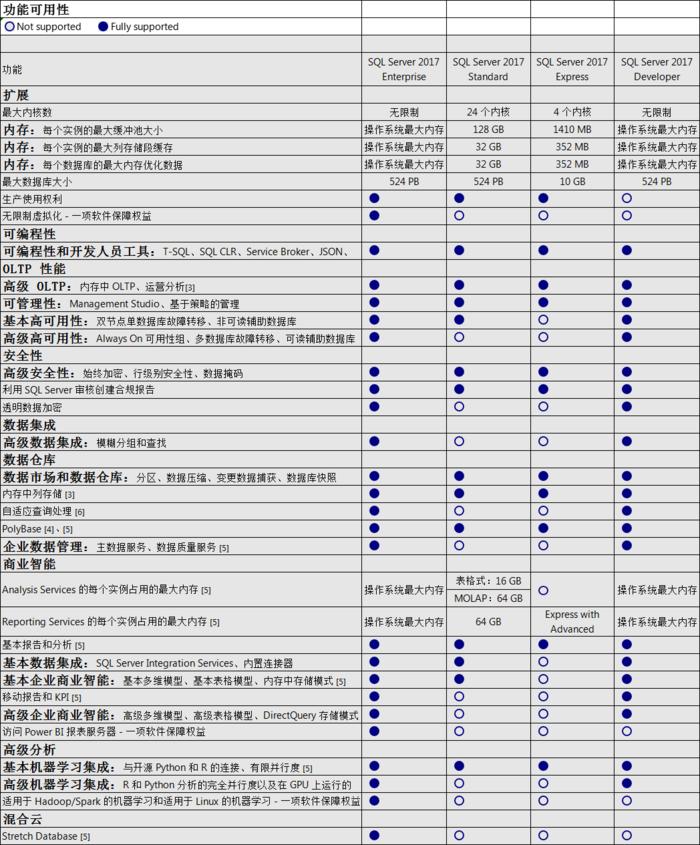 功能可用性
Not supported Fully supported
功能 SQL Server 2017 Enterprise SQL Server 2017 Standard SQL Server 2017 Express SQL Server 2017 Developer
扩展
最大内核数 无限制 24 个内核 4 个内核 无限制
内存：每个实例的最大缓冲池大小 操作系统最大内存 128 GB 1410 MB 操作系统最大内存
内存：每个实例的最大列存储段缓存 操作系统最大内存 32 GB 352 MB 操作系统最大内存
内存：每个数据库的最大内存优化数据 操作系统最大内存 32 GB 352 MB 操作系统最大内存
最大数据库大小 524 PB 524 PB 10 GB 524 PB
生产使用权利
无限制虚拟化 - 一项软件保障权益
可编程性
可编程性和开发人员工具：T-SQL、SQL CLR、Service Broker、JSON、
OLTP 性能
高级 OLTP：内存中 OLTP、运营分析[3]
可管理性：Management Studio、基于策略的管理
基本高可用性：双节点单数据库故障转移、非可读辅助数据库
高级高可用性：Always On 可用性组、多数据库故障转移、可读辅助数据库
安全性
高级安全性：始终加密、行级别安全性、数据掩码
利用 SQL Server 审核创建合规报告
透明数据加密
数据集成
高级数据集成：模糊分组和查找
数据仓库
数据市场和数据仓库：分区、数据压缩、变更数据捕获、数据库快照
内存中列存储 [3]
自适应查询处理 [6]
PolyBase [4]、[5]
企业数据管理：主数据服务、数据质量服务 [5]
商业智能
Analysis Services 的每个实例占用的最大内存 [5] 操作系统最大内存 表格式：16 GB MOLAP：64 GB 操作系统最大内存
Reporting Services 的每个实例占用的最大内存 [5] 操作系统最大内存 64 GB Express with Advanced 操作系统最大内存
基本报告和分析 [5]
基本数据集成：SQL Server Integration Services、内置连接器
基本企业商业智能：基本多维模型、基本表格模型、内存中存储模式 [5]
移动报告和 KPI [5]
高级企业商业智能：高级多维模型、高级表格模型、DirectQuery 存储模式
访问 Power BI 报表服务器 - 一项软件保障权益
高级分析
基本机器学习集成：与开源 Python 和 R 的连接、有限并行度 [5]
高级机器学习集成：R 和 Python 分析的完全并行度以及在 GPU 上运行的
适用于 Hadoop/Spark 的机器学习和适用于 Linux 的机器学习 - 一项软件保障权益
混合云
Stretch Database [5]